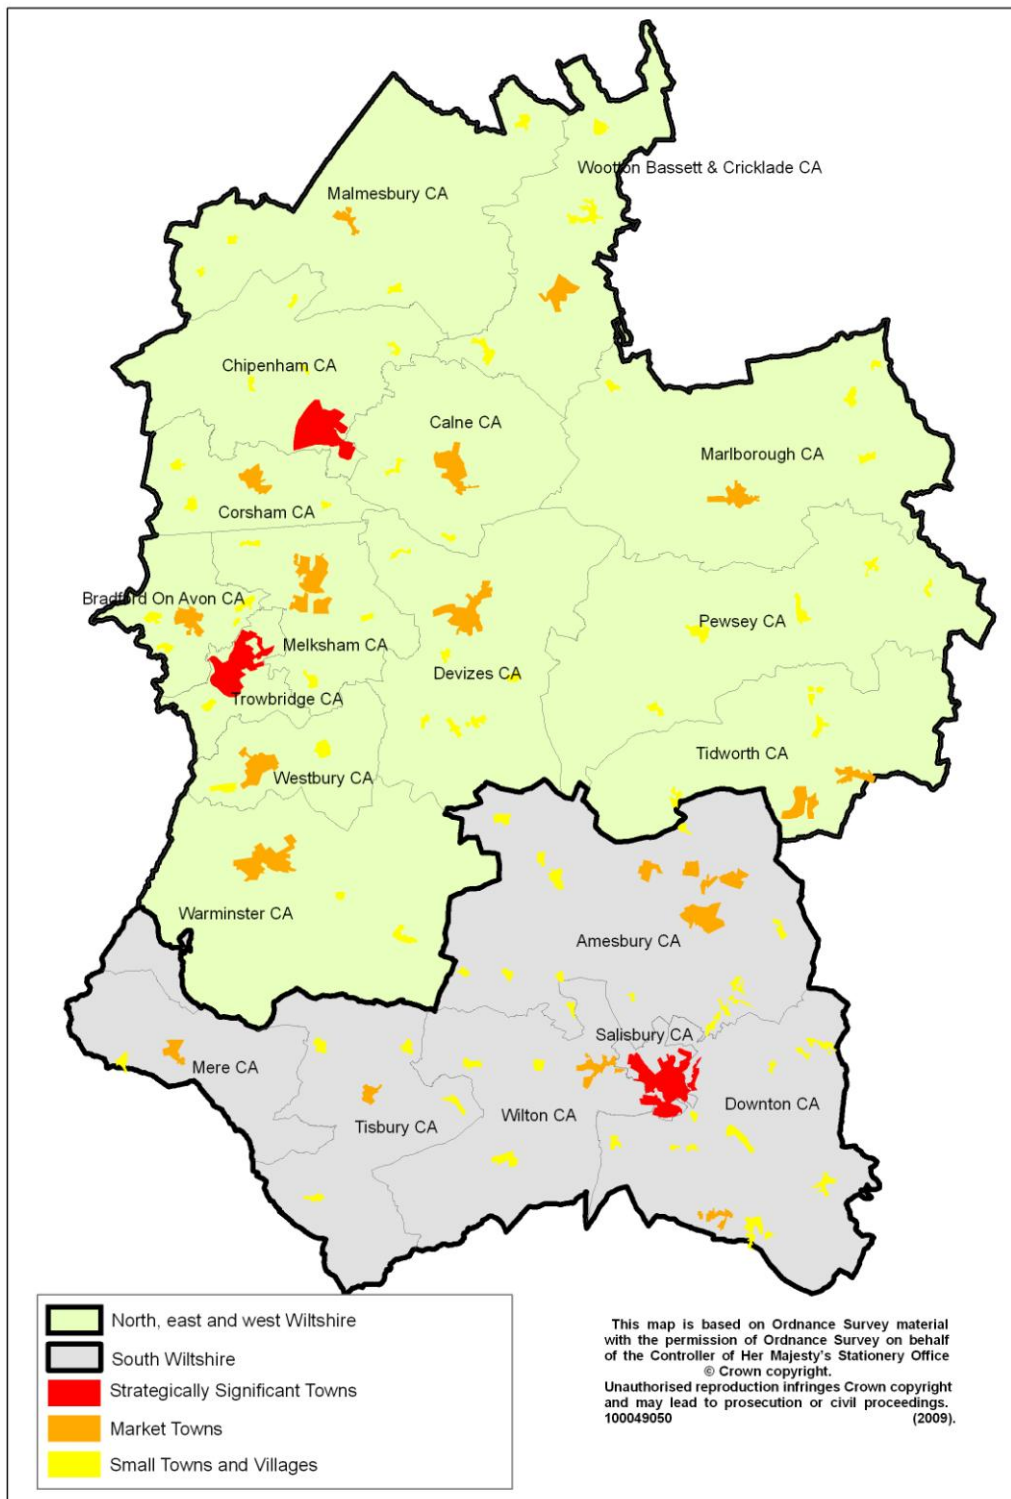 Wootton Bassett & Cricklade CA
Malmesbury CA
Chipenham CA
Calne CA
Marlborough CA
Corsham CA
Bradford On Avon CA
Melksham CA
Pewsey CA
Devizes CA
Trowbridge CA
Tidworth CA
Westbury CA
Warminster CA
Amesbury CA
Salisbury CA
Mere CA
Downton CA
Wilton CA
Tisbury CA
North, east and west Wiltshire
South Wiltshire
Strategically Significant Towns
Market Towns
Small Towns and Villages
This map is based on Ordnance Survey material
with the permission of Ordnance Survey on behalf
of the Controller of Her Majesty's Stationery Office
© Crown copyright.
Unauthorised reproduction infringes Crown copyright
and may lead to prosecution or civil proceedings.
100049050 (2009).